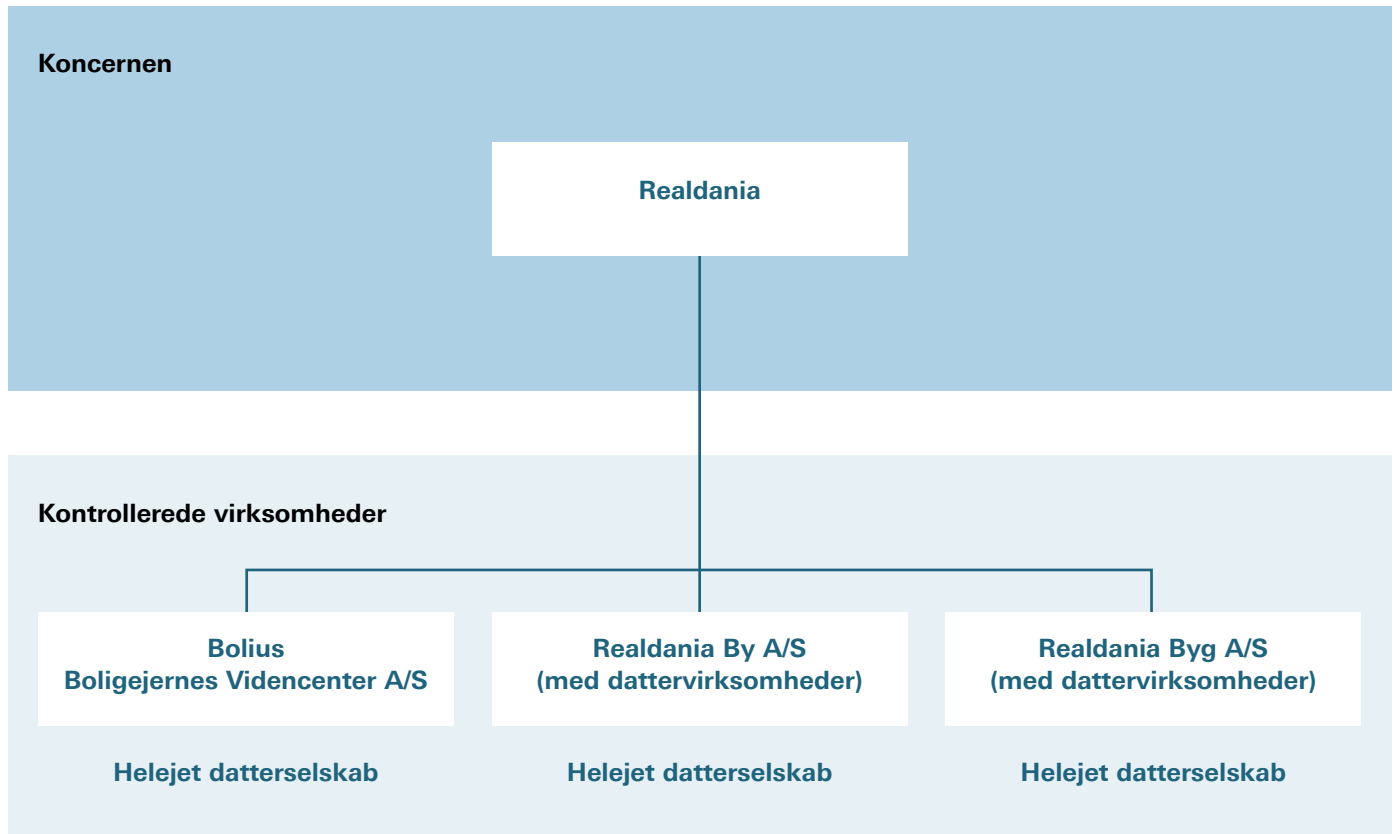 Koncernen
Realdania
Kontrollerede virksomheder
Bolius
Boligejernes Videncenter A/S
Realdania By A/S
(med dattervirksomheder)
Realdania Byg A/S
(med dattervirksomheder)
Helejet datterselskab
Helejet datterselskab
Helejet datterselskab